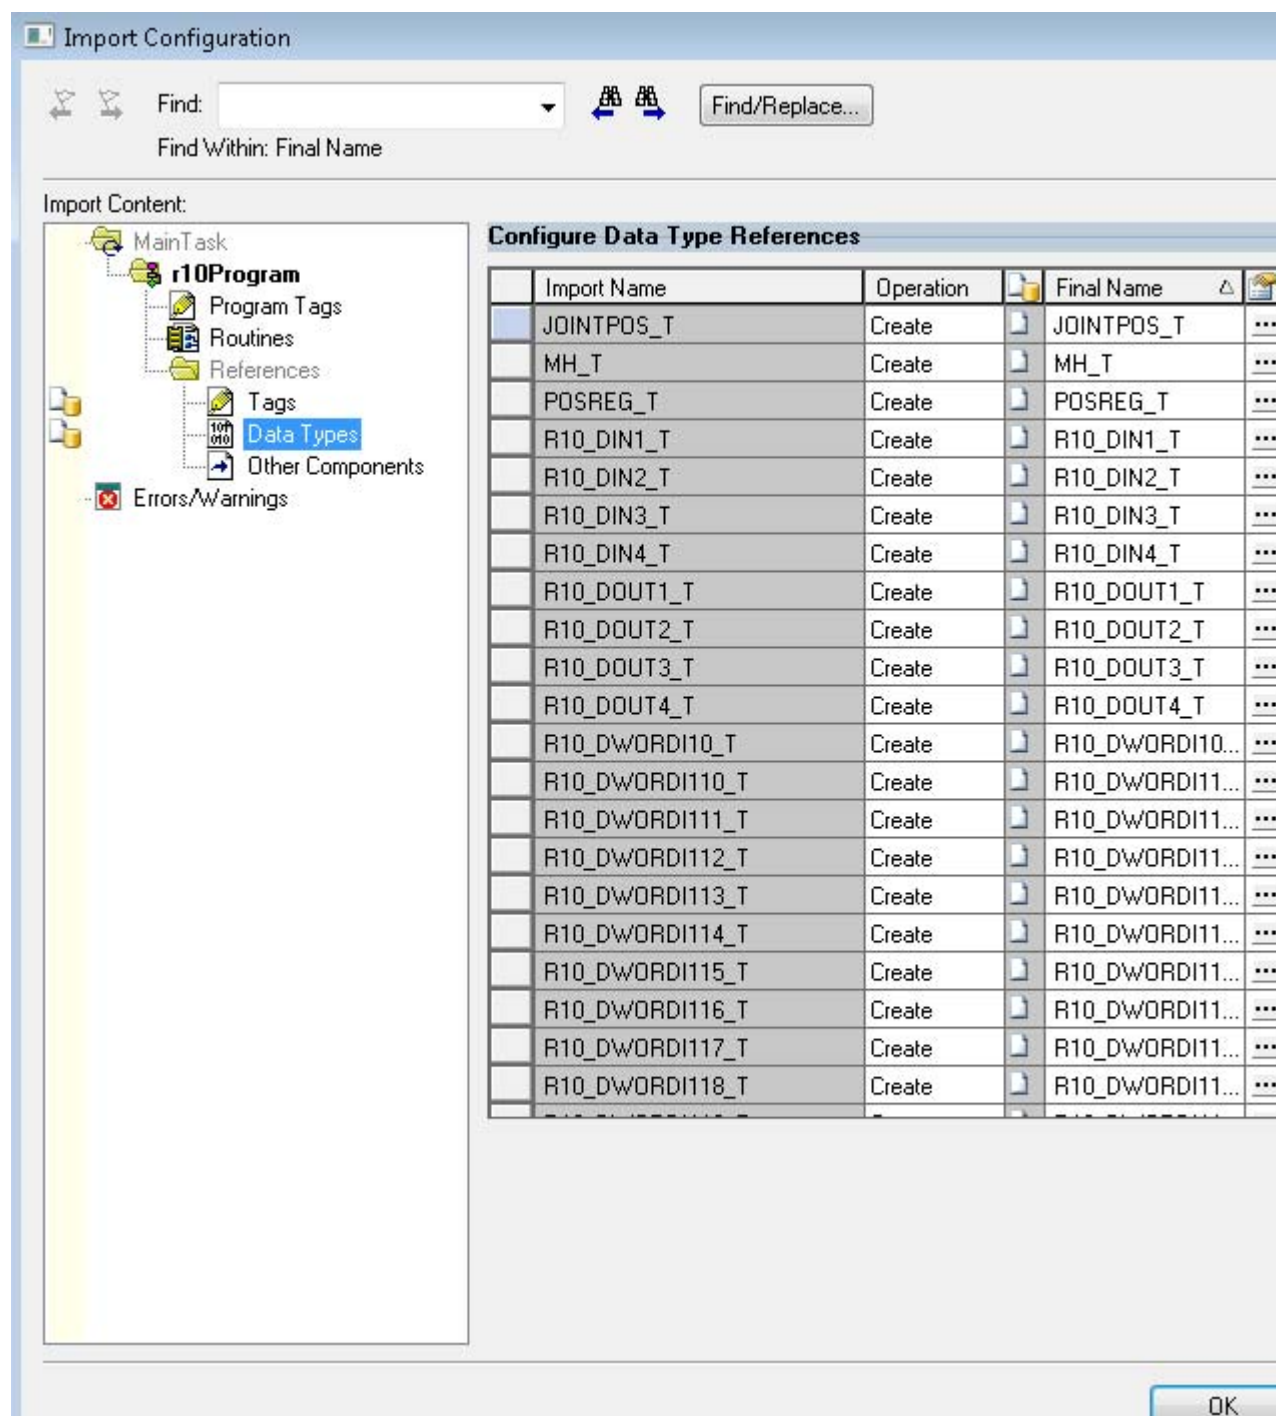 Import Configuration
Find:
Find/Replace...
Find Within: Final Name
Import Content:
MainTask
r10Program
Program Tags
Routines
References
Tags
Data Types
Other Components
Errors/Warnings
Configure Data Type References
Import Name Operation Final Name
JOINTPOS_T Create JOINTPOS_T ...
MH_T Create MH_T ...
POSREG_T Create POSREG_T ...
R10_DIN1_T Create R10_DIN1_T ...
R10_DIN2_T Create R10_DIN2_T ...
R10_DIN3_T Create R10_DIN3_T ...
R10_DIN4_T Create R10_DIN4_T ...
R10_DOUT1_T Create R10_DOUT1_T ...
R10_DOUT2_T Create R10_DOUT2_T ...
R10_DOUT3_T Create R10_DOUT3_T ...
R10_DOUT4_T Create R10_DOUT4_T ...
R10_DWORDI10_T Create R10_DWORDI10... ...
R10_DWORDI110_T Create R10_DWORDI11... ...
R10_DWORDI111_T Create R10_DWORDI11... ...
R10_DWORDI112_T Create R10_DWORDI11... ...
R10_DWORDI113_T Create R10_DWORDI11... ...
R10_DWORDI114_T Create R10_DWORDI11... ...
R10_DWORDI115_T Create R10_DWORDI11... ...
R10_DWORDI116_T Create R10_DWORDI11... ...
R10_DWORDI117_T Create R10_DWORDI11... ...
R10_DWORDI118_T Create R10_DWORDI11... ...
OK